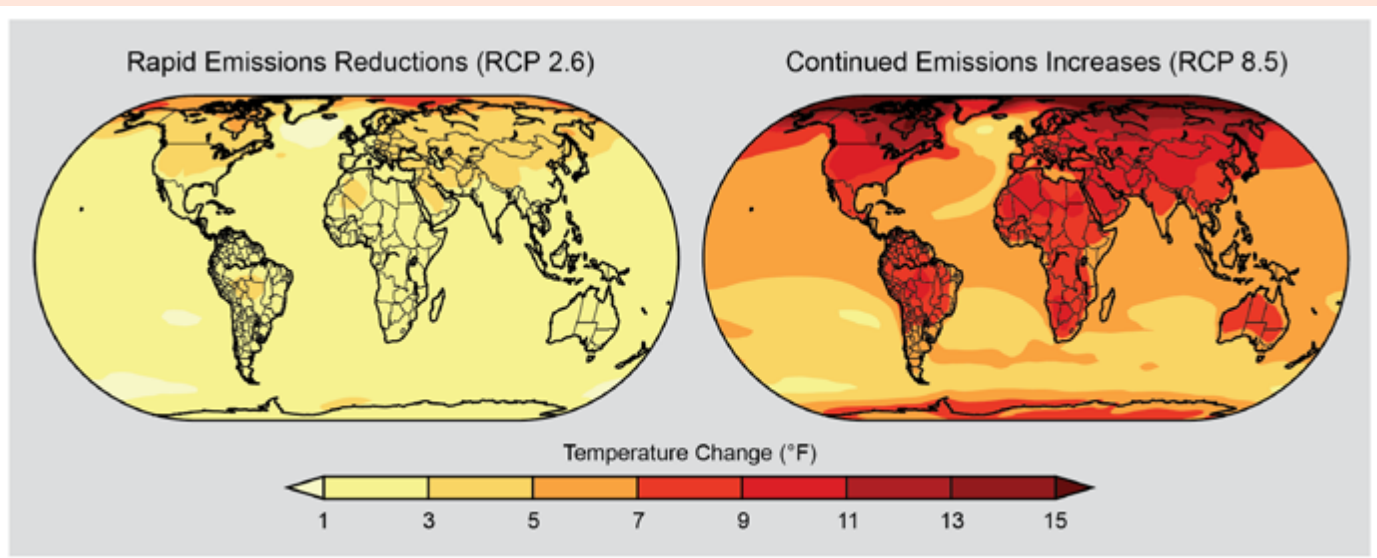 Rapid Emissions Reductions (RCP 2.6)
Continued Emissions Increases (RCP 8.5)
Temperature Change (°F)
1 3 5 7 9 11 13 15